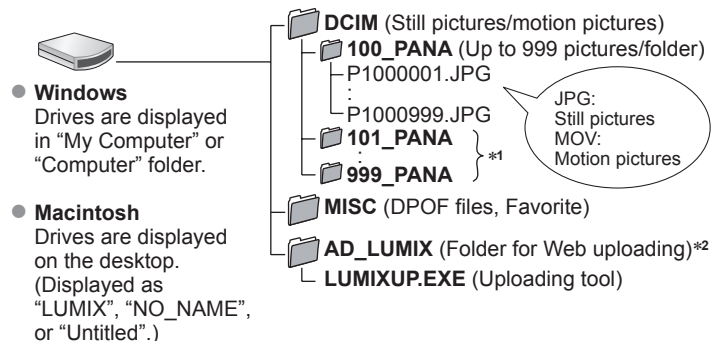 ● Windows
Drives are displayed
in “My Computer” or
“Computer” folder.
● Macintosh
Drives are displayed
on the desktop.
(Displayed as
“LUMIX”, “NO_NAME”,
or “Untitled”.)
DCIM (Still pictures/motion pictures)
100_PANA (Up to 999 pictures/folder)
P1000001.JPG
:
P1000999.JPG
JPG:
Still pictures
MOV:
Motion pictures
101_PANA
:
999_PANA
*1
MISC (DPOF files, Favorite)
AD_LUMIX (Folder for Web uploading)*2
LUMIXUP.EXE (Uploading tool)